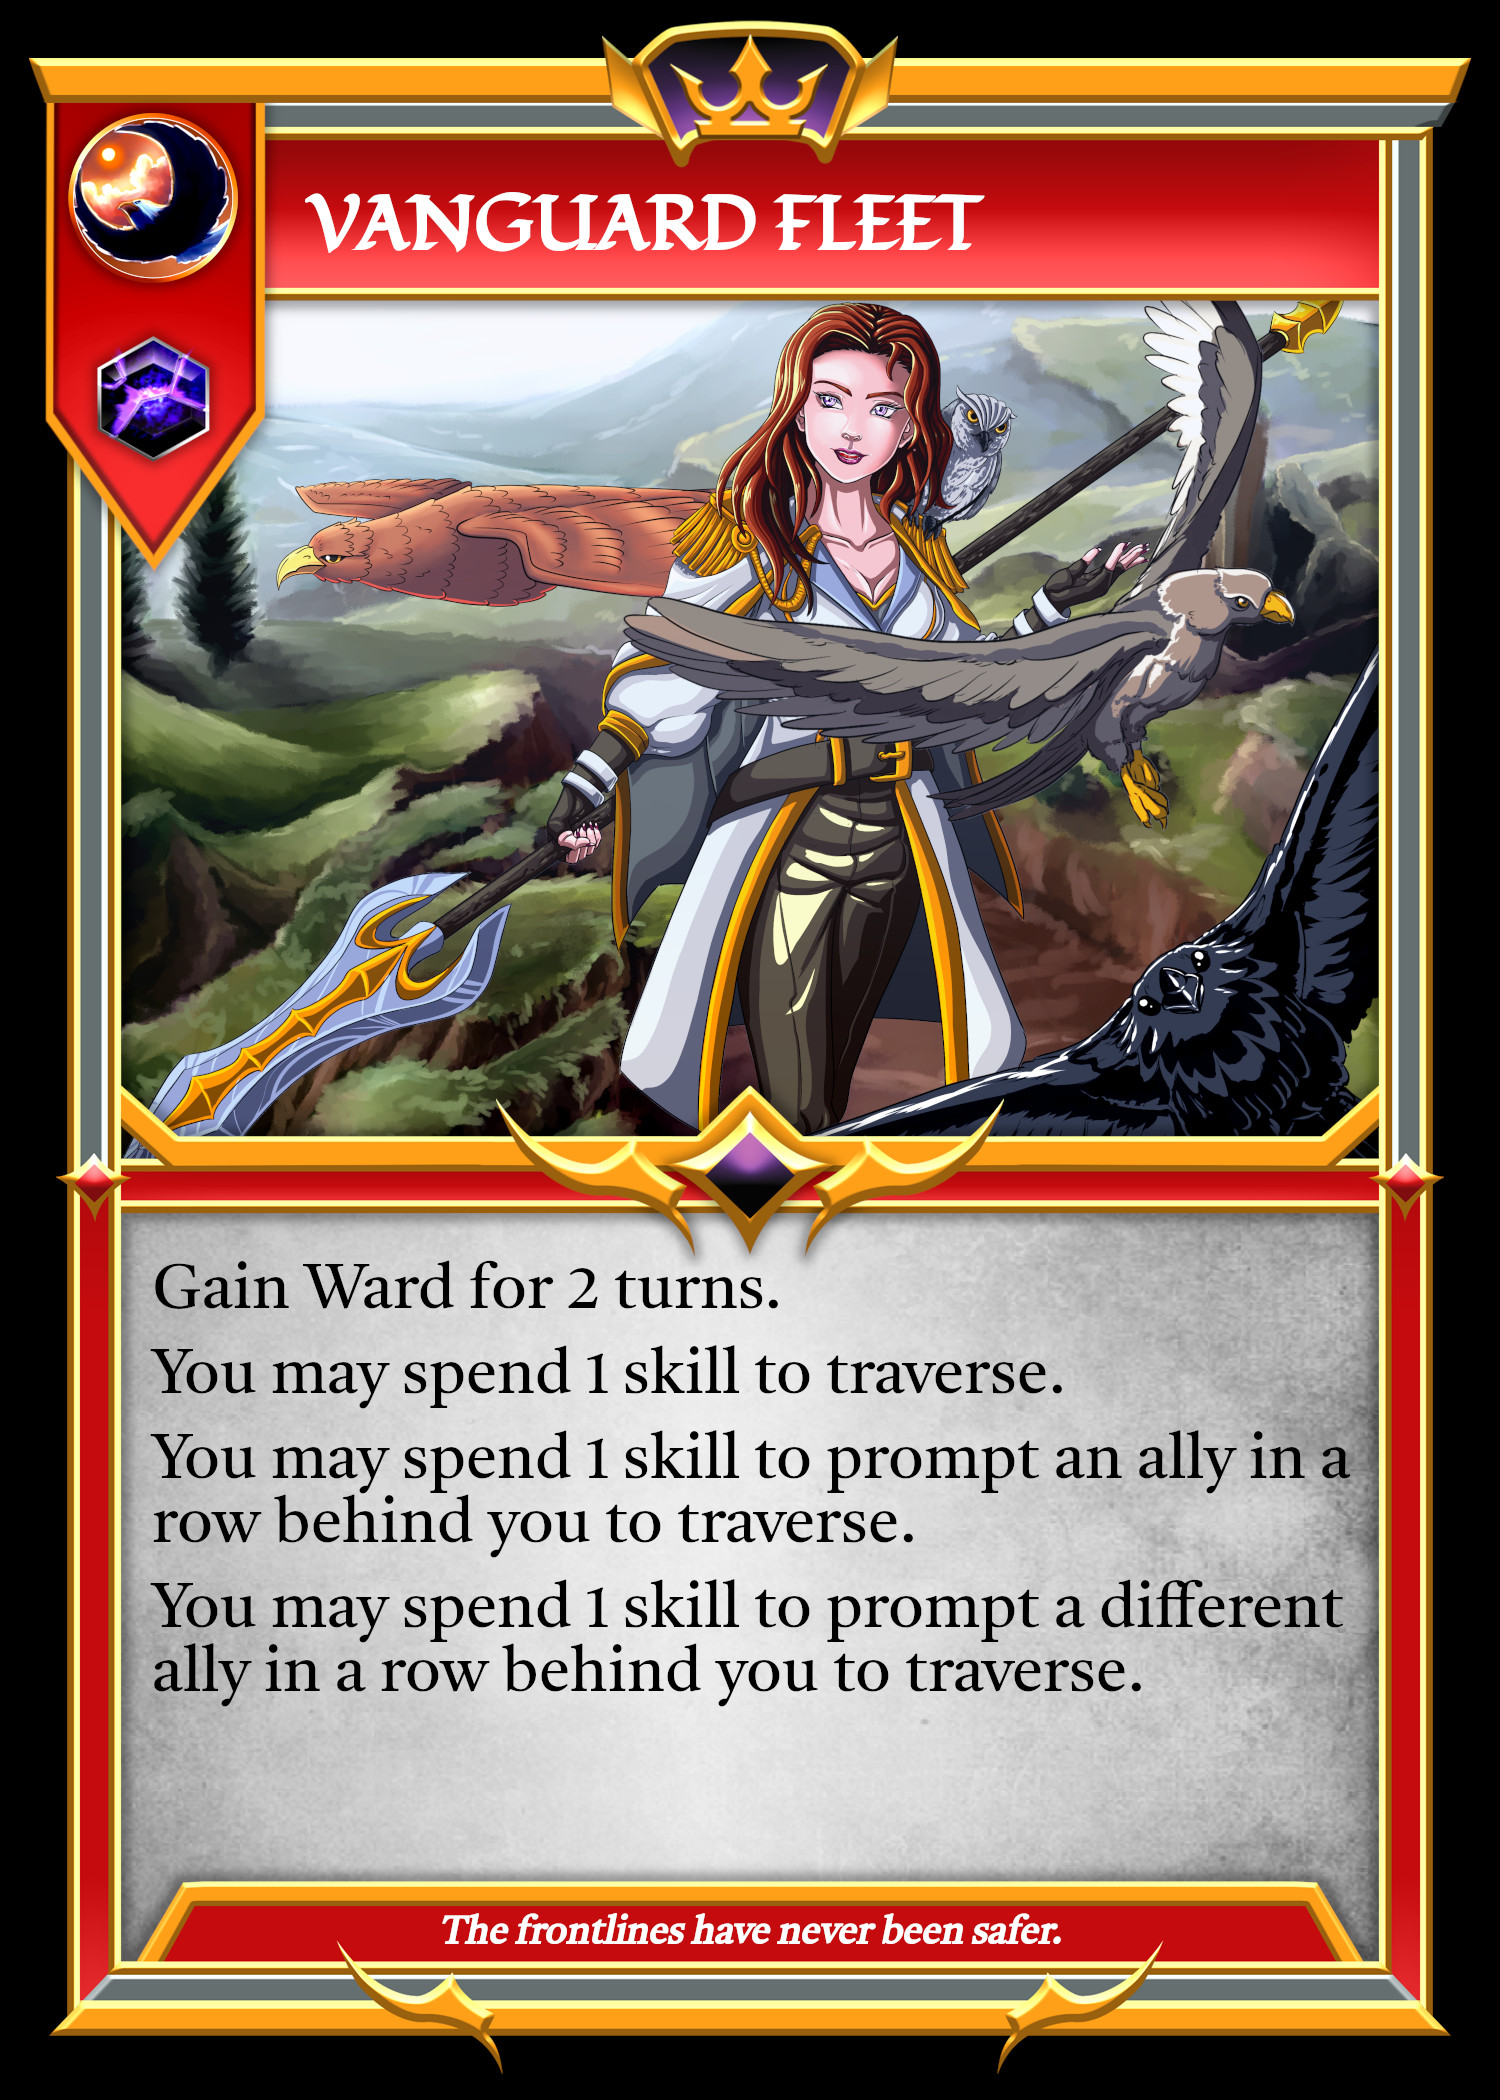 VANGUARD FLEET
Gain Ward for 2 turns.
You may spend 1 skill to traverse.
You may spend 1 skill to prompt an ally in a
row behind you to traverse.
You may spend 1 skill to prompt a different
ally in a row behind you to traverse.
The frontlines have never been safer.